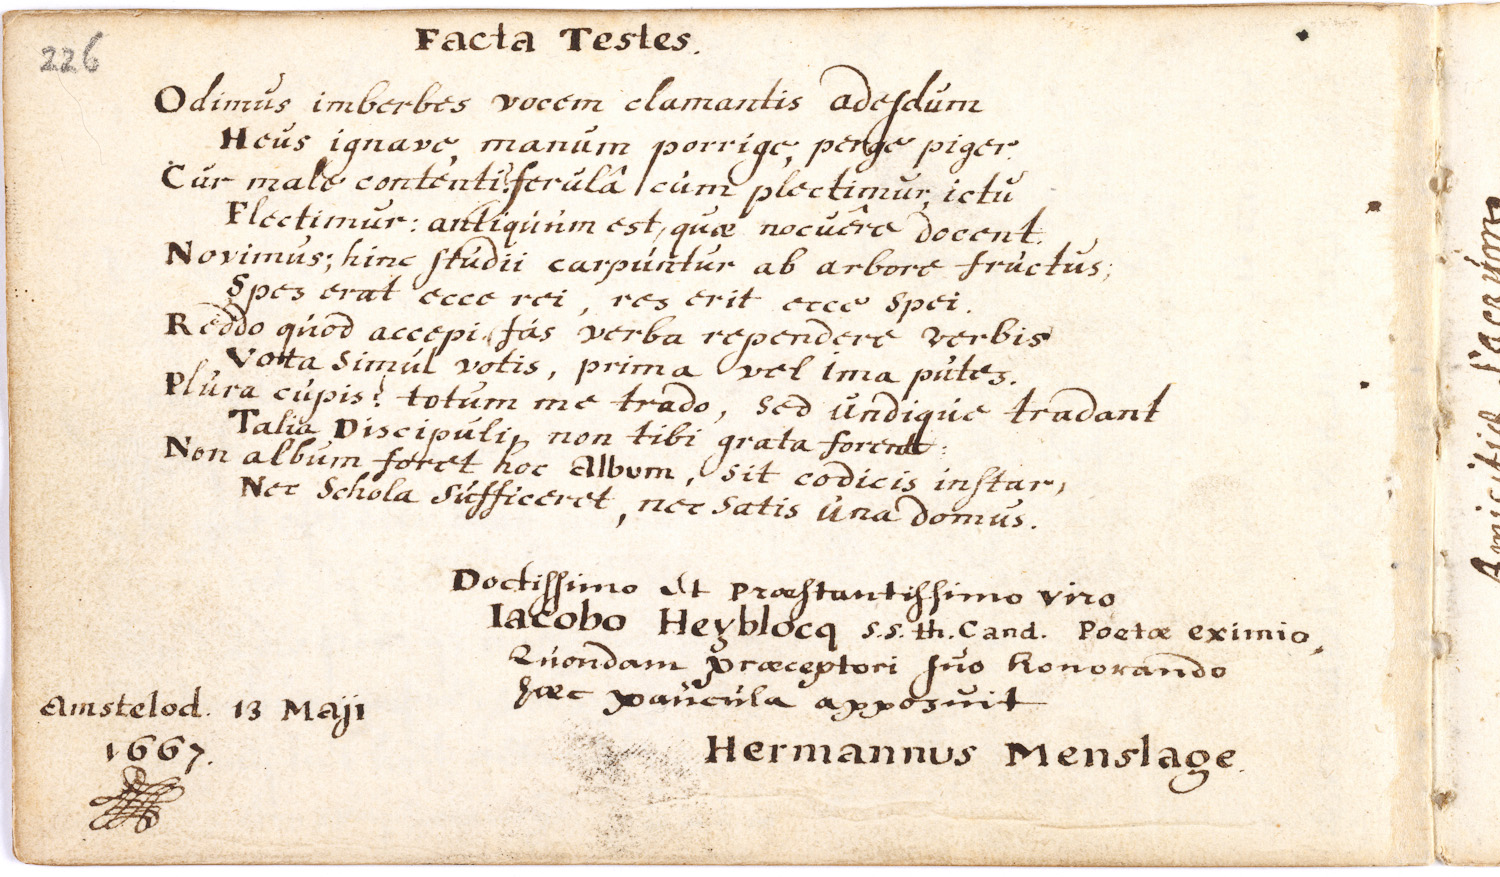 226
Facta Testes.
Odimus imberbes vocem clamantis adesdum
Heus ignave, manum porrige, perge piger.
Cur male contenti? ferulâ cum plectimur, ictu
Flectimur: antiquum est, quæ nocuêre docent.
Novimus; hinc studii carpuntur ab arbore fructus;
Spes erat ecce rei, res erit ecce spei.
Reddo quod accepi, fas verba rependere verbis
Vota simul votis, prima vel ima putes.
Plura cupis? totum me trado, sed undique tradant
Talia Discipuli, non tibi grata forent:
Non album foret hoc Album, sit codicis instar,
Nec Schola sufficeret, nec satis una domus.
Doctissimo et Præstantissimo viro
Iacobo Heyblocq s.s. th. Cand. Poetæ eximio,
Quondam Præceptori suo honorando
hæc paucula apposuit
Amstelod. 13 Maji
1667.
Hermannus Menslage.
Amicitiæ sacrum